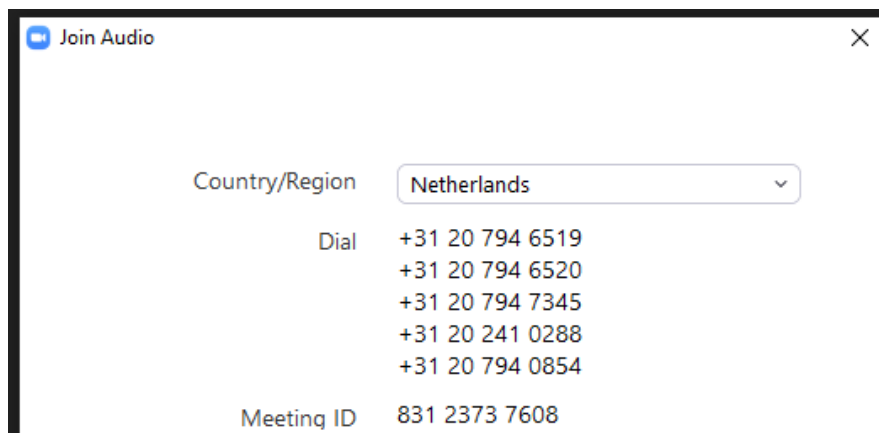 Join Audio
Country/Region Netherlands
Dial +31 20 794 6519
+31 20 794 6520
+31 20 794 7345
+31 20 241 0288
+31 20 794 0854
Meeting ID 831 2373 7608